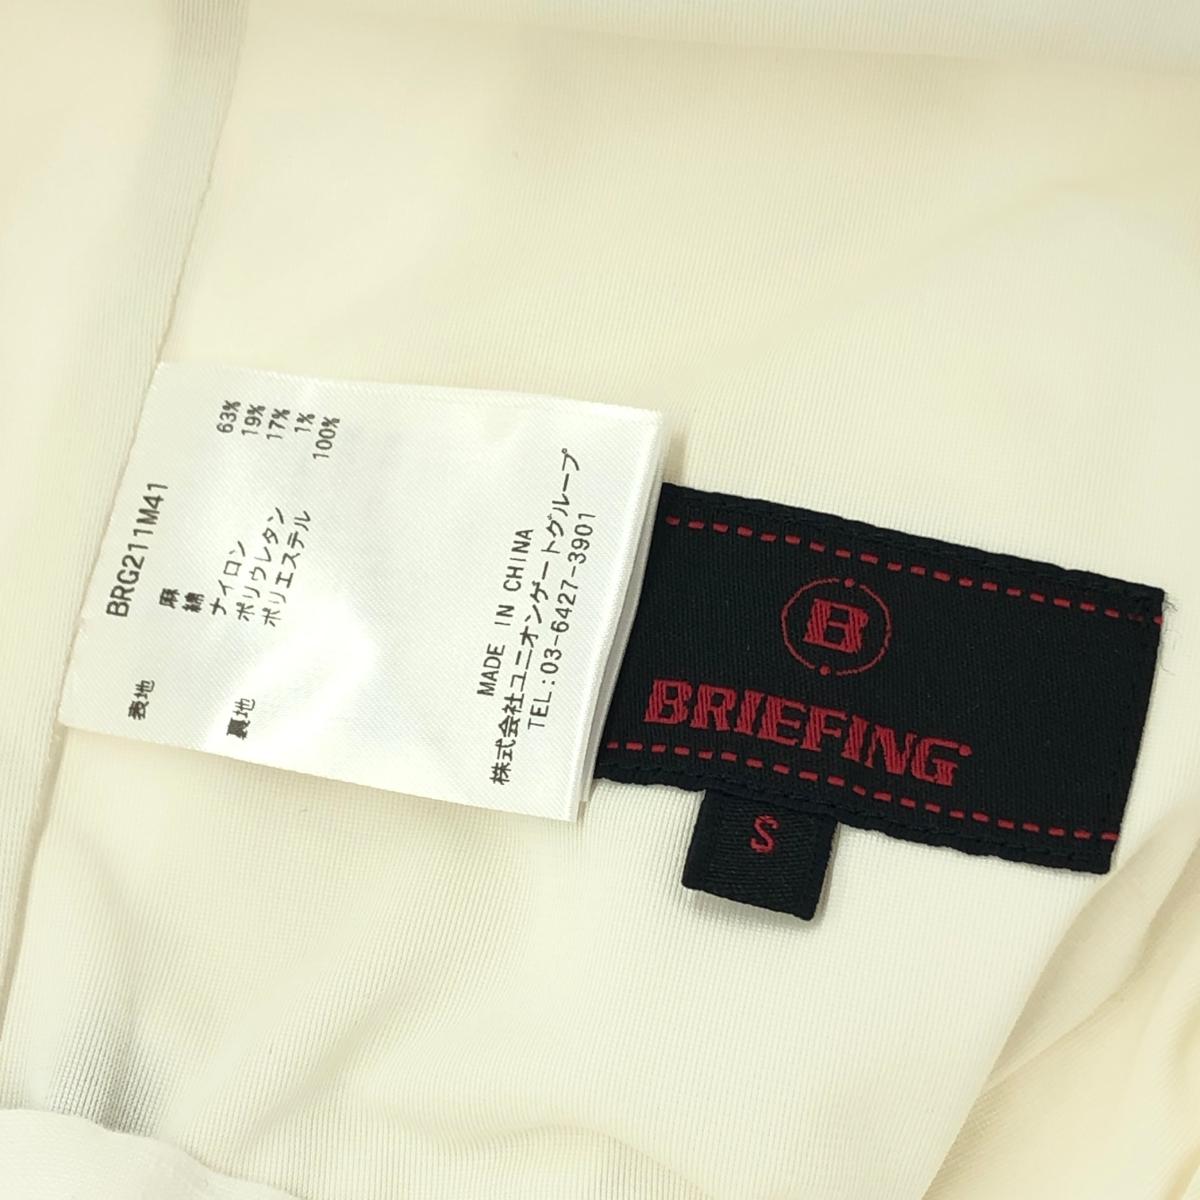 BRG211M41
表地 麻 63%
綿 19%
ナイロン 17%
ポリウレタン 1%
裏地 ポリエステル 100%
MADE IN CHINA
株式会社ユニオンゲートグループ
TEL:03-6427-3901
B
BRIEFING
S